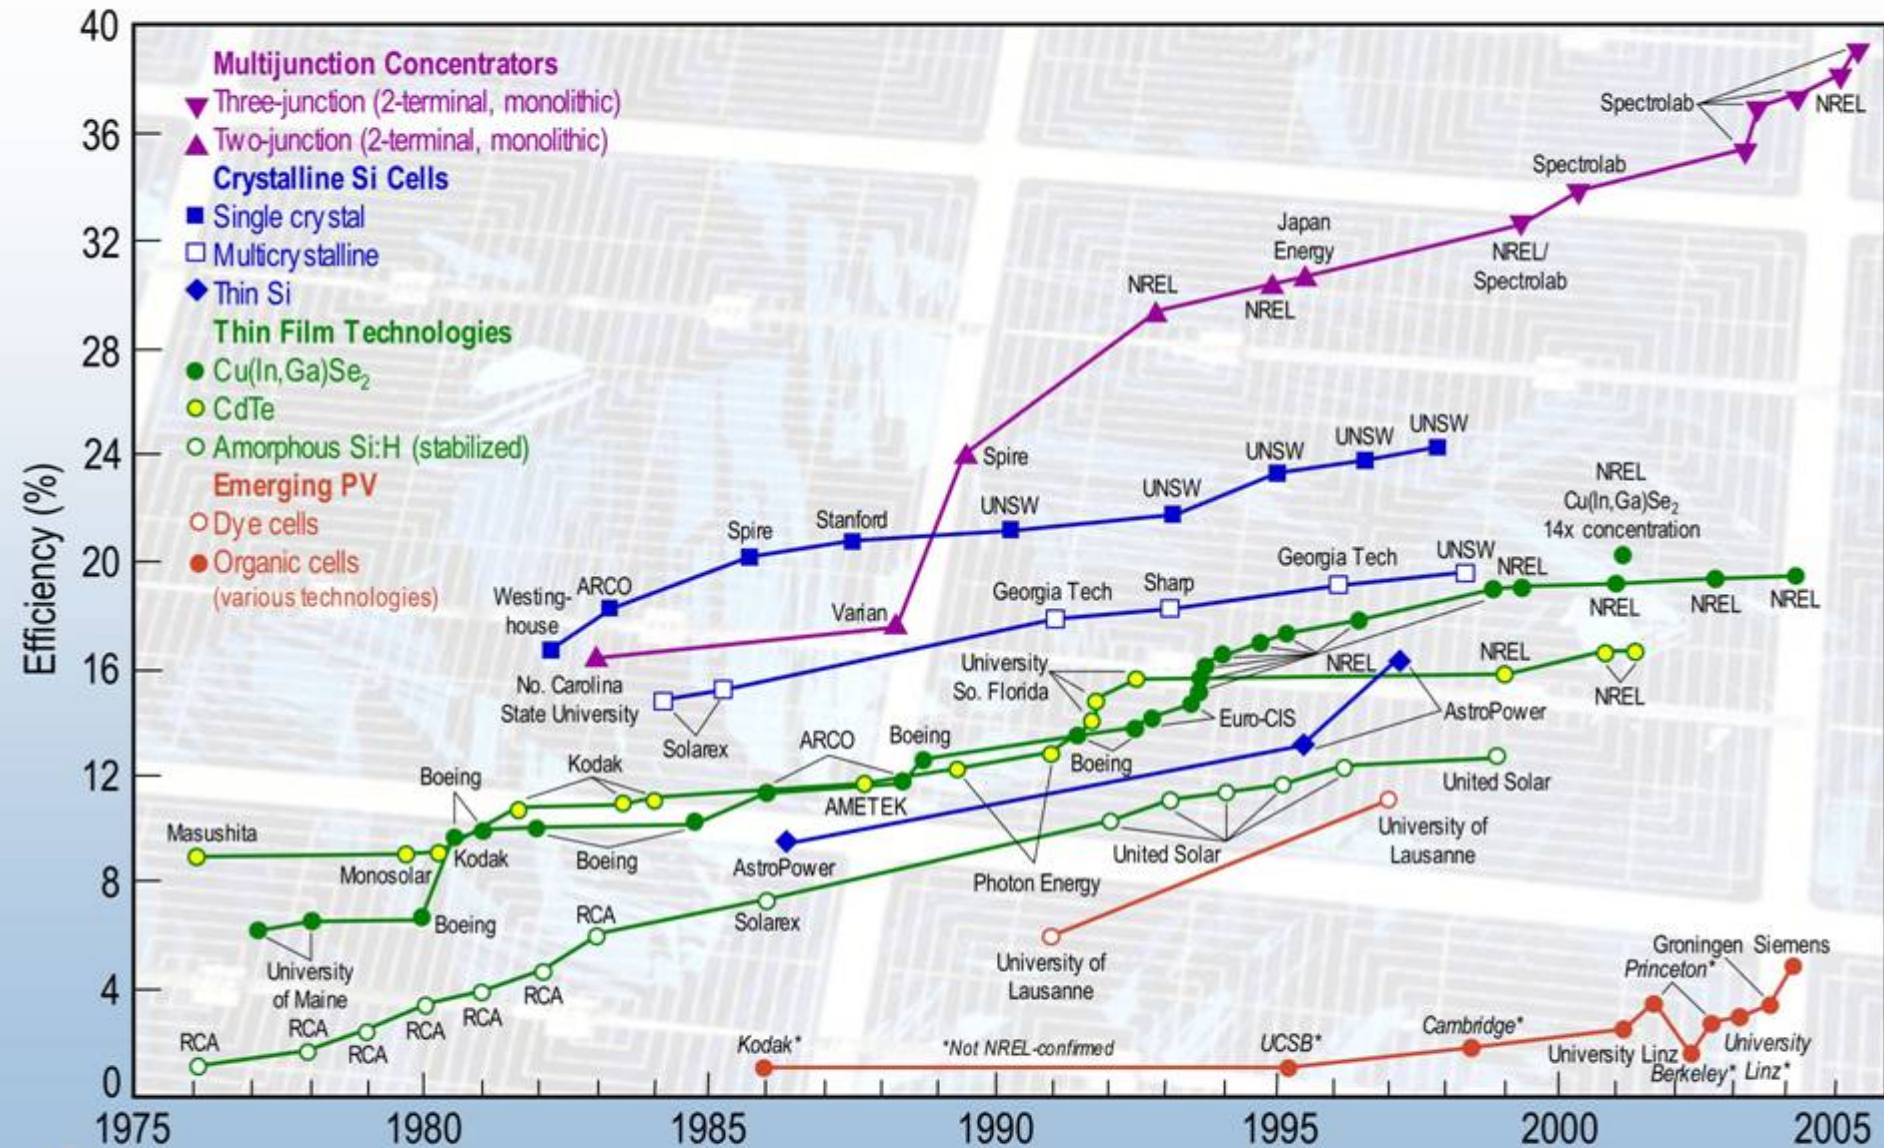 40
36
32
28
24
20
16
12
8
4
0
Efficiency (%)
1975
1980
1985
1990
1995
2000
2005
Multijunction Concentrators
Three-junction (2-terminal, monolithic)
Two-junction (2-terminal, monolithic)
Crystalline Si Cells
Single crystal
Multicrystalline
Thin Si
Thin Film Technologies
Cu(In,Ga)Se₂
CdTe
Amorphous Si:H (stabilized)
Emerging PV
Dye cells
Organic cells
(various technologies)
Spectrolab
NREL
Spectrolab
Japan
Energy
NREL/
Spectrolab
NREL
NREL
Spire
Varian
No. Carolina
State University
Westing-
house
ARCO
Spire
Stanford
UNSW
UNSW
UNSW
UNSW
UNSW
NREL
Cu(In,Ga)Se₂
14x concentration
Solarex
Georgia Tech
Sharp
Georgia Tech
UNSW
NREL
NREL
NREL
NREL
University
So. Florida
NREL
NREL
NREL
Euro-CIS
AstroPower
Boeing
ARCO
Boeing
Boeing
Kodak
AMETEK
Masushita
Monosolar
Kodak
Boeing
AstroPower
Photon Energy
United Solar
United Solar
University of
Lausanne
Boeing
University
of Maine
RCA
Solarex
University of
Lausanne
RCA
RCA
RCA
RCA
RCA
RCA
RCA
Kodak*
*Not NREL-confirmed
UCSB*
Cambridge*
Groningen
Siemens
Princeton*
University Linz
University
Linz*
Berkeley*